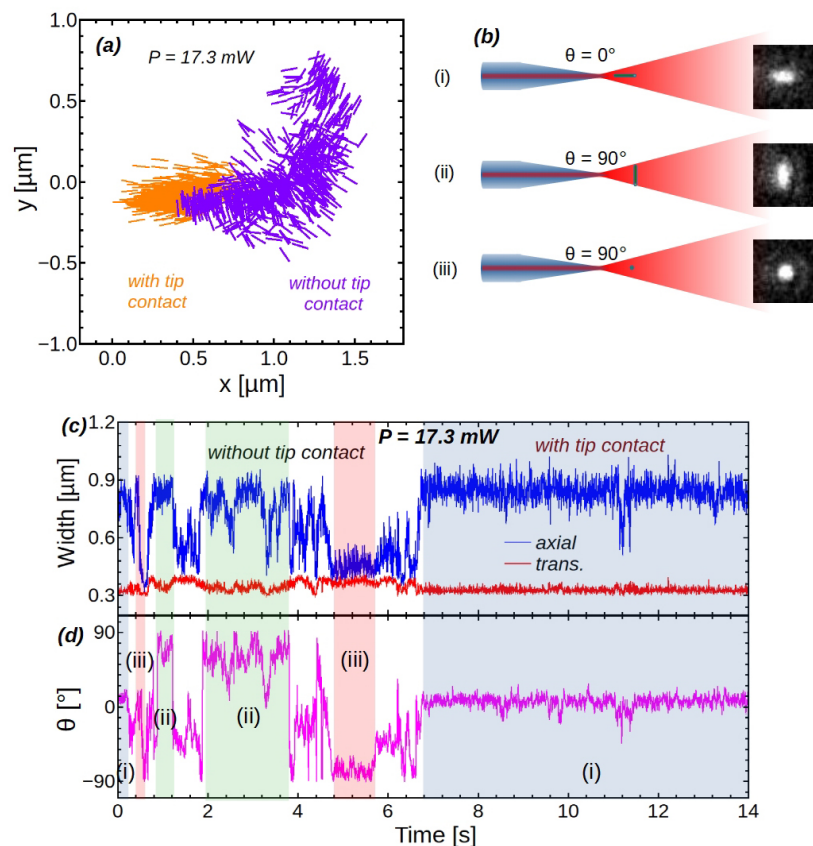 (a)
P = 17.3 mW
1.0
0.5
0.0
−0.5
−1.0
y [µm]
with tip
contact
without tip
contact
0.0
0.5
1.0
1.5
x [µm]
(b)
θ = 0°
(i)
θ = 90°
(ii)
θ = 90°
(iii)
(c)
P = 17.3 mW
without tip contact
with tip contact
1.2
0.9
0.6
0.3
Width [µm]
axial
trans.
(d)
90
0
−90
θ [°]
(iii)
(iii)
(ii)
(ii)
(i)
(i)
0
2
4
6
8
10
12
14
Time [s]